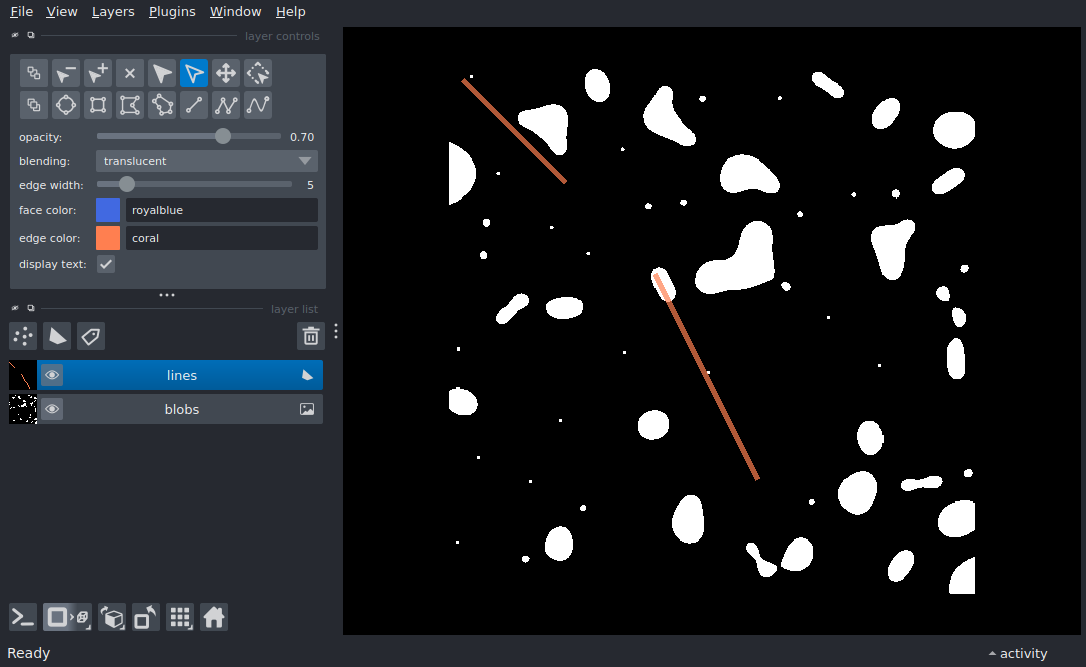 File View Layers Plugins Window Help
layer controls
opacity: 0.70
blending: translucent
edge width: 5
face color: royalblue
edge color: coral
display text:
layer list
lines
blobs
Ready
activity